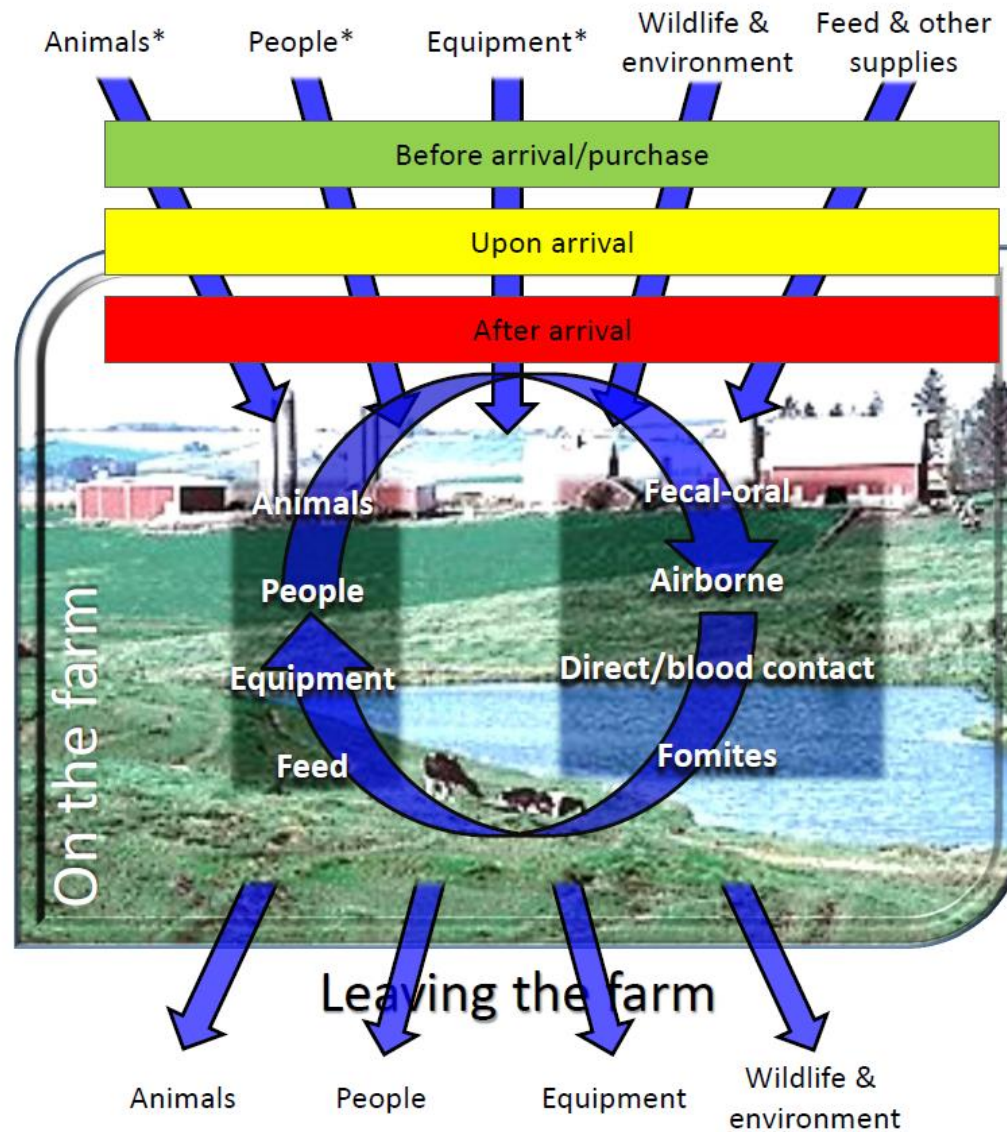 Animals*
People*
Equipment*
Wildlife &
environment
Feed & other
supplies
Before arrival/purchase
Upon arrival
After arrival
On the farm
Animals
People
Equipment
Feed
Fecal-oral
Airborne
Direct/blood contact
Fomites
Leaving the farm
Animals
People
Equipment
Wildlife &
environment